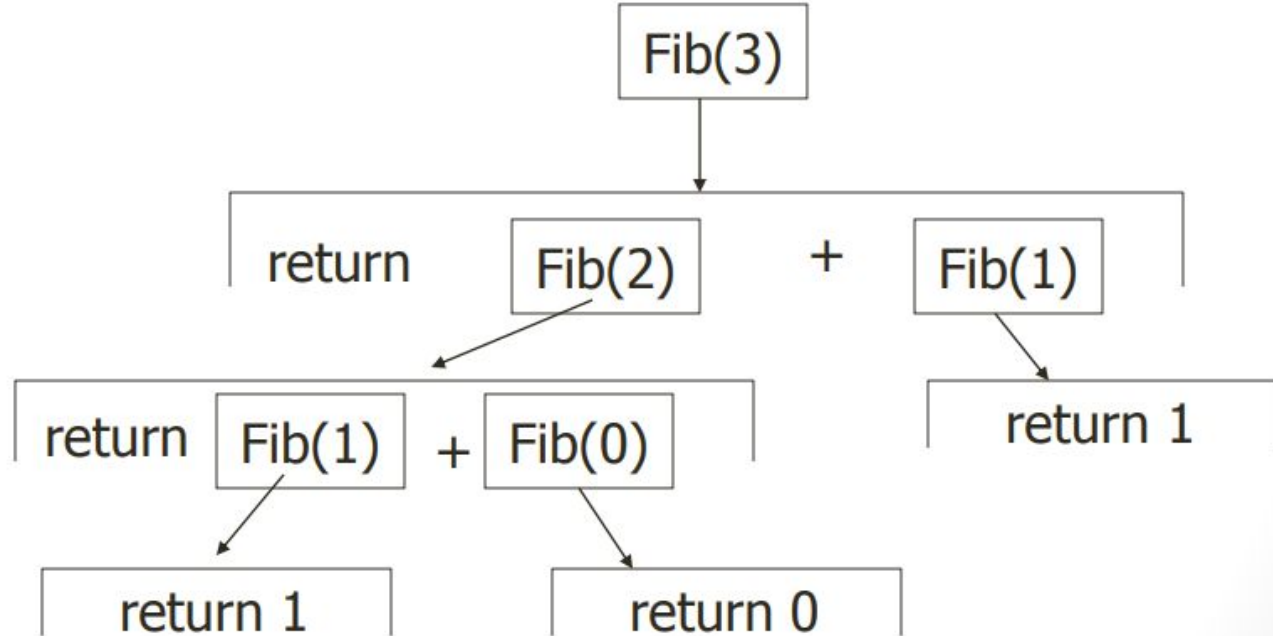 Fib(3)
return Fib(2) + Fib(1)
return Fib(1) + Fib(0)
return 1
return 1
return 0